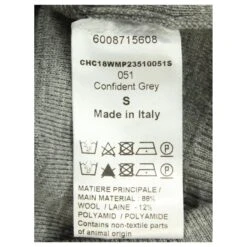 6008715608
CHC18WMP23510051S
051
Confident Grey
S
Made in Italy
MATIERE PRINCIPALE /
MAIN MATERIAL: 88%
WOOL / LAINE - 12%
POLYAMID / POLYAMIDE
Contains non-textile parts
of animal origin